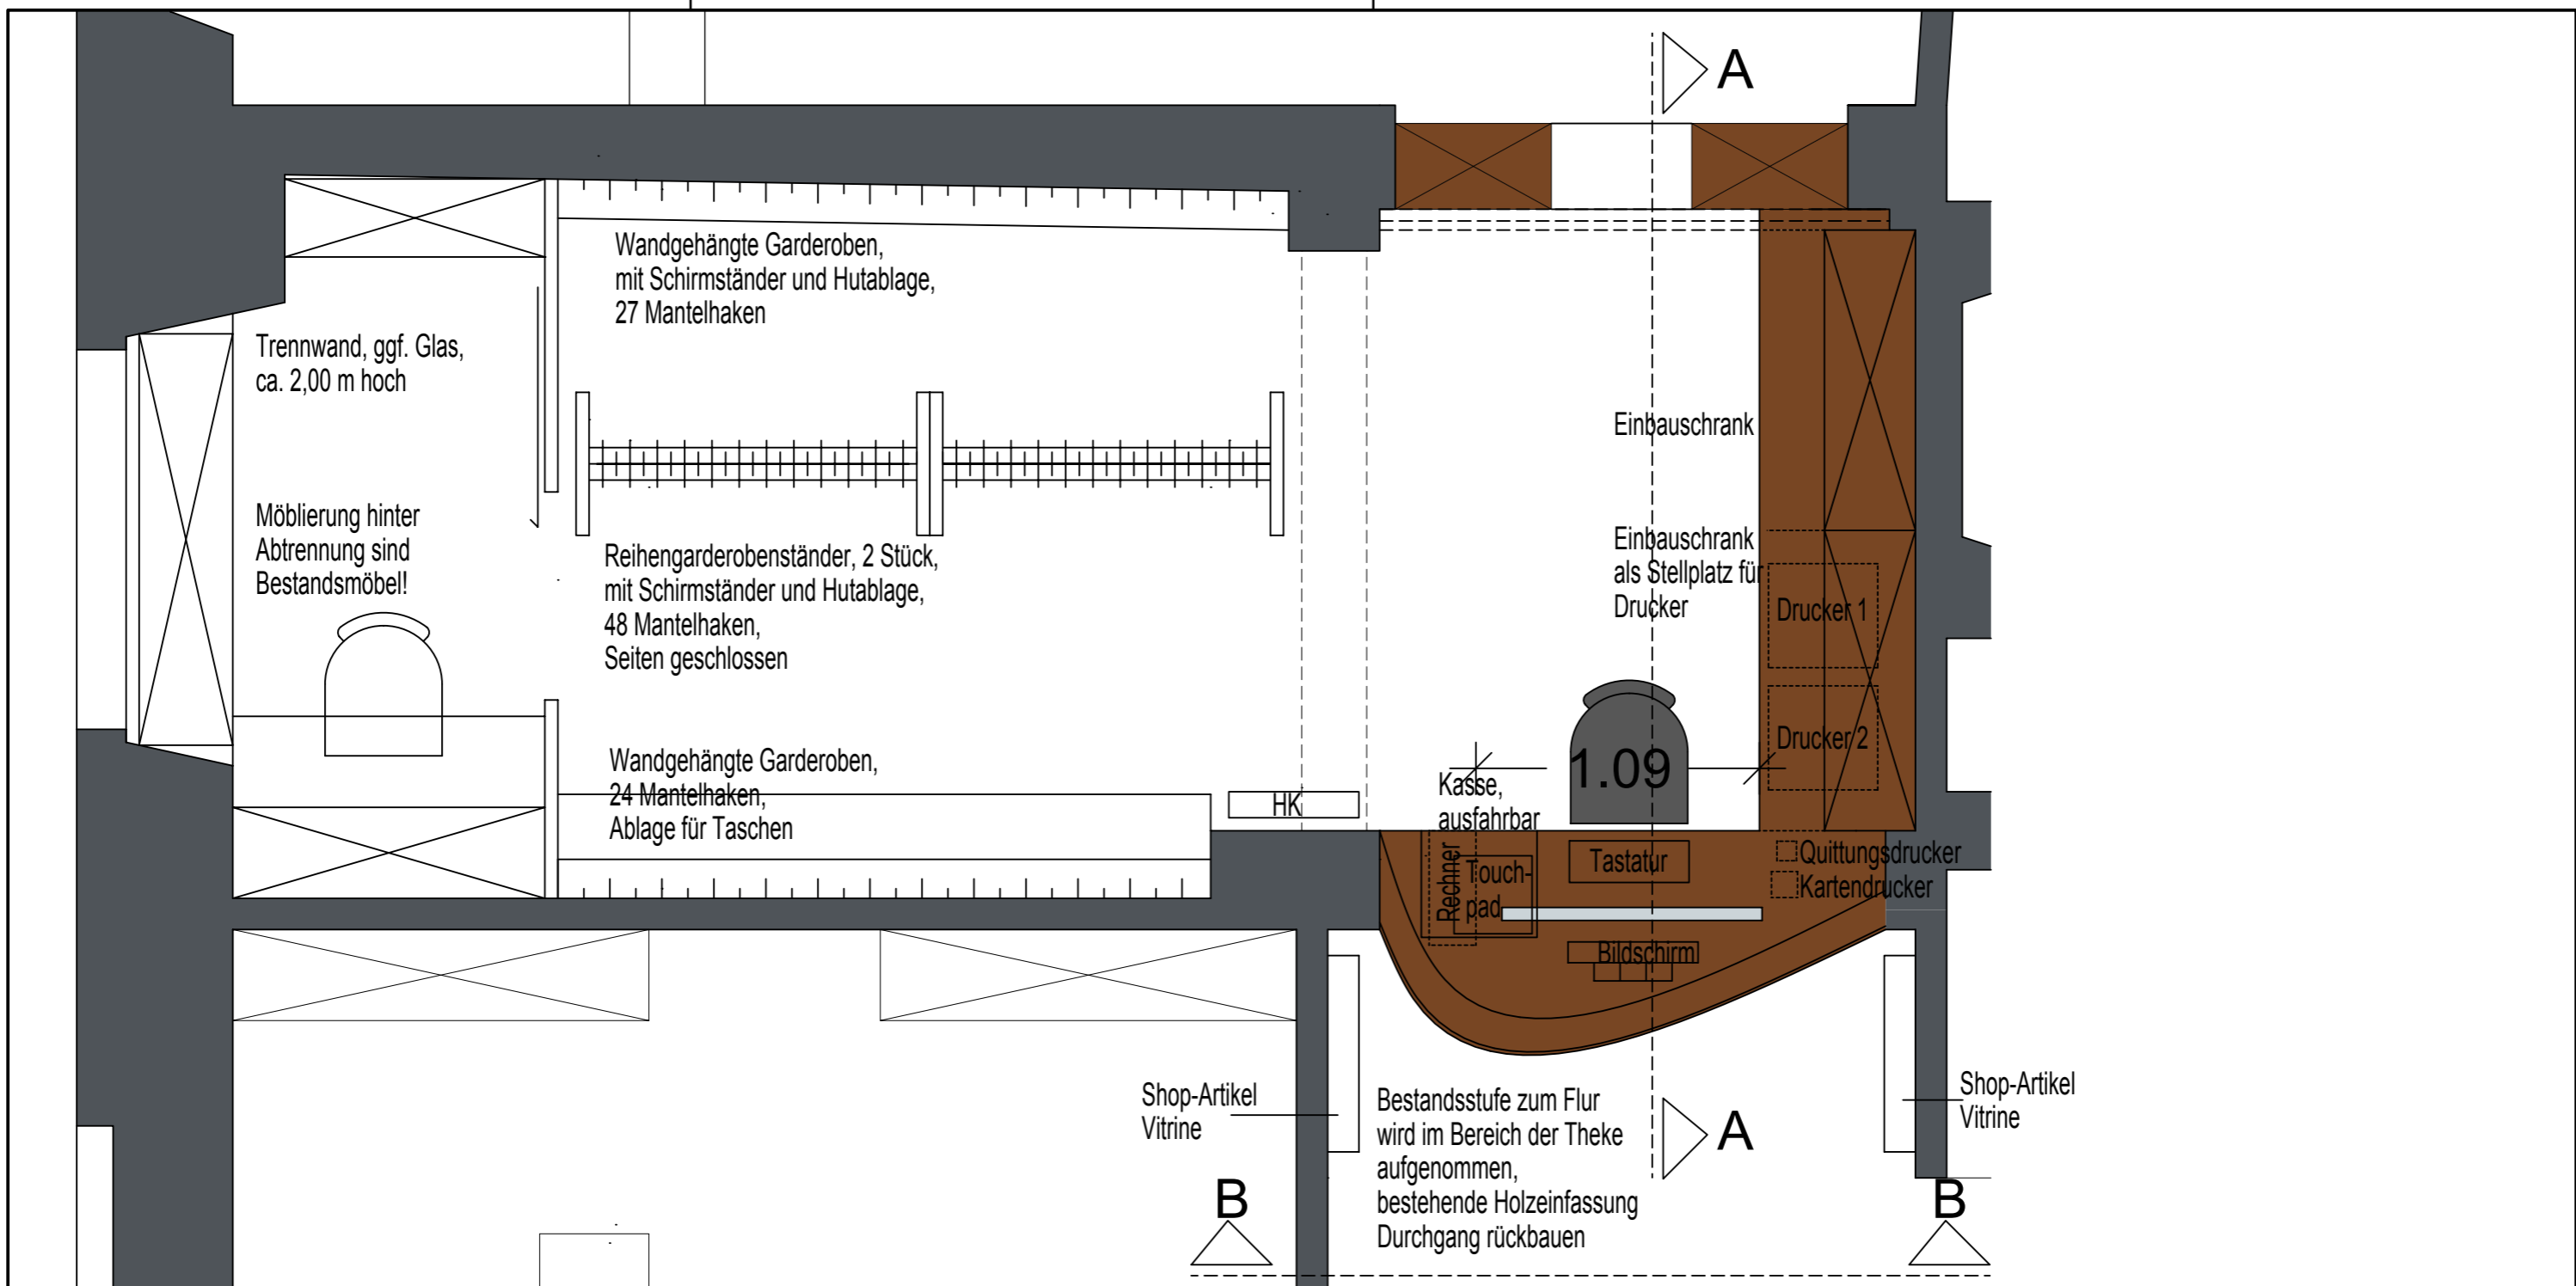 A
Wandgehängte Garderoben,
mit Schirmständer und Hutablage,
27 Mantelhaken
Trennwand, ggf. Glas,
ca. 2,00 m hoch
Einbauschrank
Möblierung hinter
Abtrennung sind
Bestandsmöbel!
Reihengarderobenständer, 2 Stück,
mit Schirmständer und Hutablage,
48 Mantelhaken,
Seiten geschlossen
Einbauschrank
als Stellplatz für
Drucker
Drucker 1
Drucker 2
Wandgehängte Garderoben,
24 Mantelhaken,
Ablage für Taschen
HK
1.09
Kasse,
ausfahrbar
Rechner
Touch-
pad
Tastatur
Quittungsdrucker
Kartendrucker
Bildschirm
Shop-Artikel
Vitrine
Bestandsstufe zum Flur
wird im Bereich der Theke
aufgenommen,
bestehende Holzeinfassung
Durchgang rückbauen
A
Shop-Artikel
Vitrine
B
B